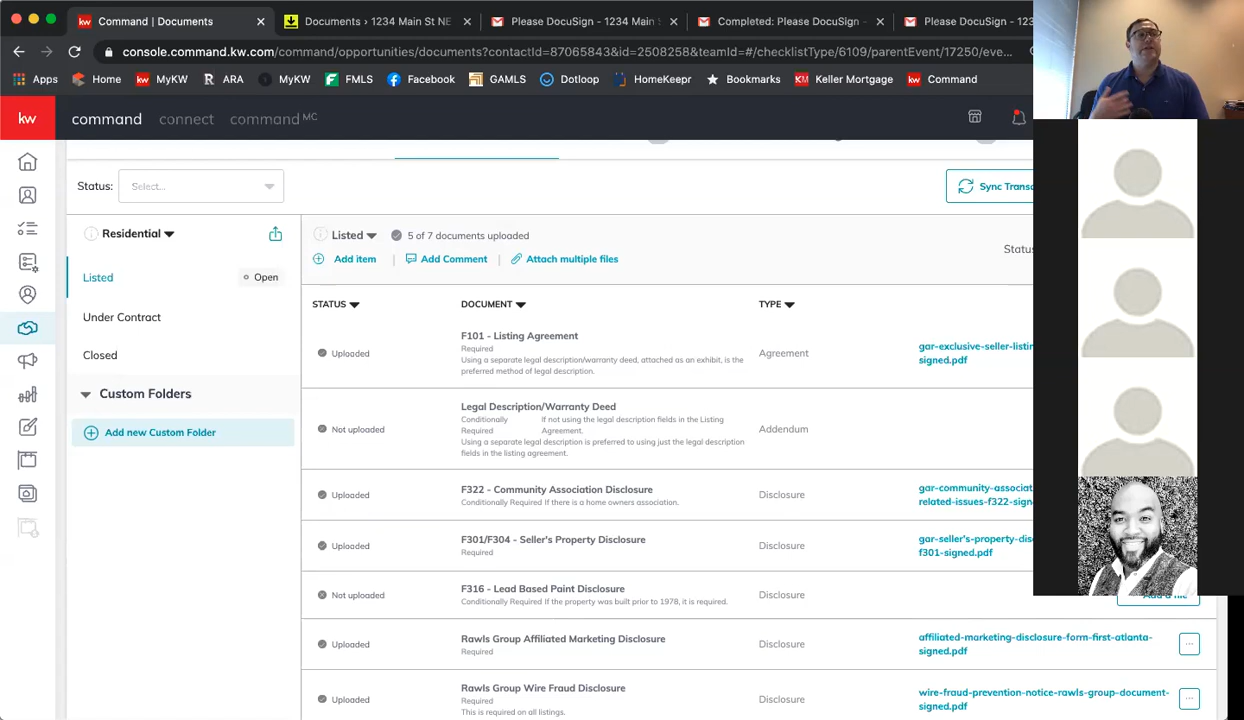 Command | Documents
Documents › 1234 Main St NE
Please DocuSign - 1234 Main
Completed: Please DocuSign -
Please DocuSign - 123
console.command.kw.com/command/opportunities/documents?contactId=87065843&id=2508258&teamId=#/checklistType/6109/parentEvent/17250/eve...
Apps
Home
MyKW
ARA
MyKW
FMLS
Facebook
GAMLS
Dotloop
HomeKeepr
Bookmarks
Keller Mortgage
Command
kw
command
connect
command MC
Status:
Select...
Sync Transa
Residential
Listed
5 of 7 documents uploaded
Status
Add item
Add Comment
Attach multiple files
Listed
Open
Under Contract
Closed
Custom Folders
Add new Custom Folder
STATUS
DOCUMENT
TYPE
Uploaded
F101 - Listing Agreement
Required
Using a separate legal description/warranty deed, attached as an exhibit, is the
preferred method of legal description.
Agreement
gar-exclusive-seller-listin
signed.pdf
Not uploaded
Legal Description/Warranty Deed
Conditionally Required
If not using the legal description fields in the Listing Agreement.
Using a separate legal description is preferred to using just the legal description
fields in the listing agreement.
Addendum
Uploaded
F322 - Community Association Disclosure
Conditionally Required If there is a home owners association.
Disclosure
gar-community-associat
related-issues-f322-sign
Uploaded
F301/F304 - Seller's Property Disclosure
Required
Disclosure
gar-seller's-property-dis
f301-signed.pdf
Not uploaded
F316 - Lead Based Paint Disclosure
Conditionally Required If the property was built prior to 1978, it is required.
Disclosure
Add a file
Uploaded
Rawls Group Affiliated Marketing Disclosure
Required
Disclosure
affiliated-marketing-disclosure-form-first-atlanta-
signed.pdf
...
Uploaded
Rawls Group Wire Fraud Disclosure
Required
This is required on all listings.
Disclosure
wire-fraud-prevention-notice-rawls-group-document-
signed.pdf
...